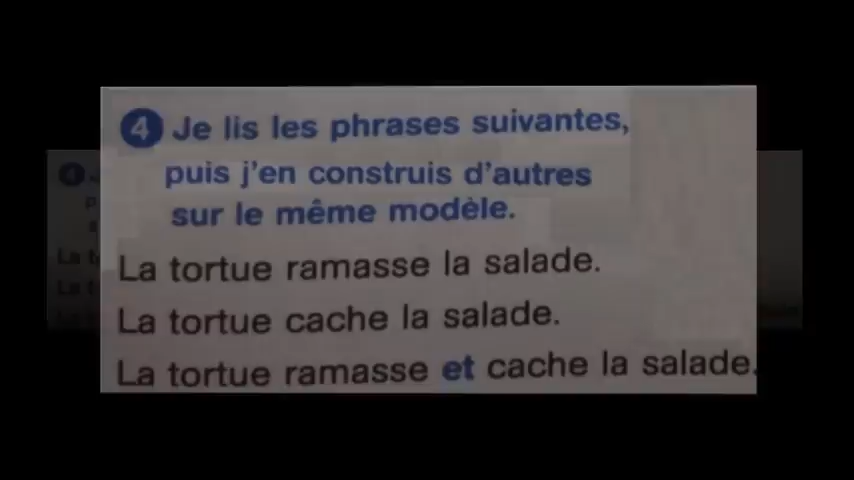 4 Je lis les phrases suivantes,
puis j'en construis d'autres
sur le même modèle.
La tortue ramasse la salade.
La tortue cache la salade.
La tortue ramasse et cache la salade.